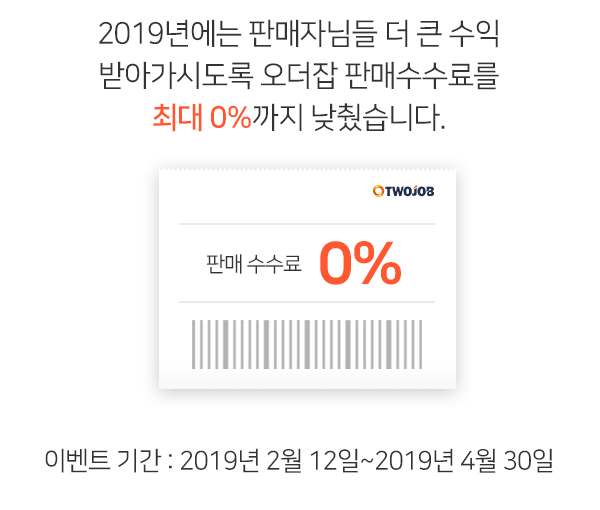 2019년에는 판매자님들 더 큰 수익
받아가시도록 오더잡 판매수수료를
최대 0%까지 낮췄습니다.
OTWOJOB
판매 수수료 0%
이벤트 기간 : 2019년 2월 12일~2019년 4월 30일